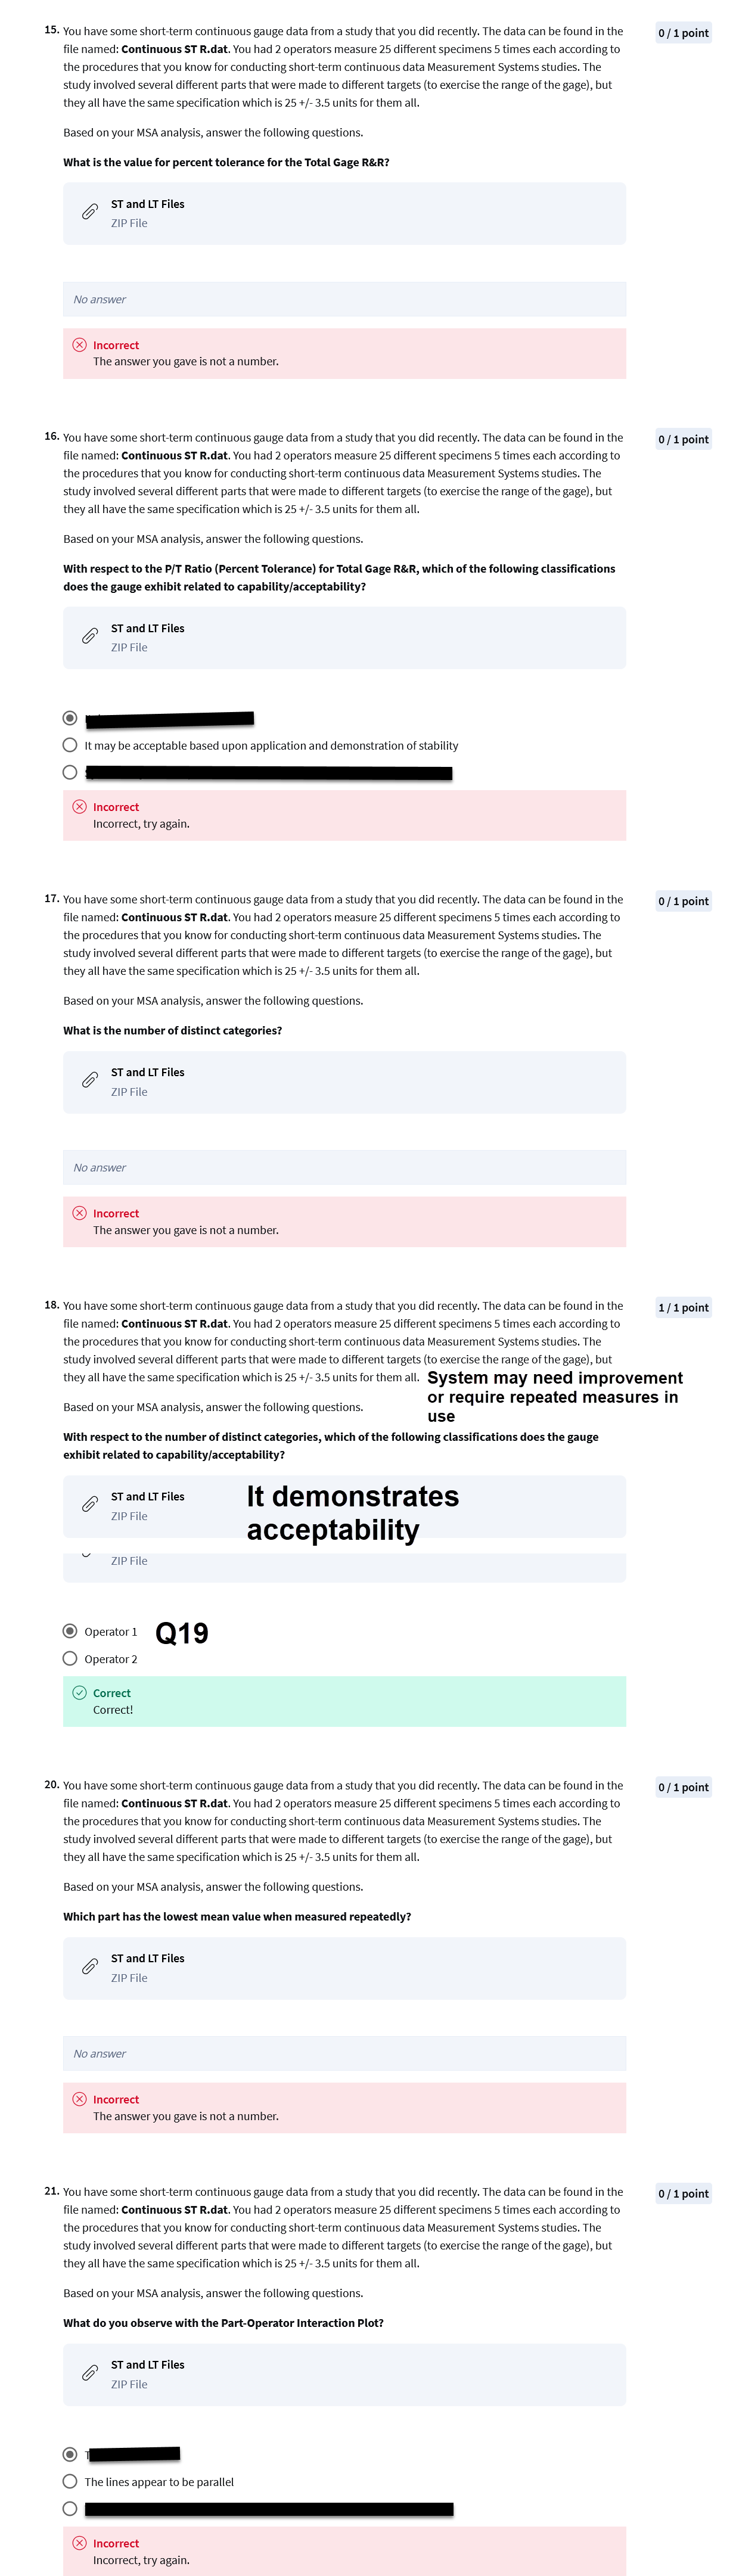 15. You have some short-term continuous gauge data from a study that you did recently. The data can be found in the
0 / 1 point
file named: Continuous ST R.dat. You had 2 operators measure 25 different specimens 5 times each according to
the procedures that you know for conducting short-term continuous data Measurement Systems studies. The
study involved several different parts that were made to different targets (to exercise the range of the gage), but
they all have the same specification which is 25 +/- 3.5 units for them all.
Based on your MSA analysis, answer the following questions.
What is the value for percent tolerance for the Total Gage R&R?
ST and LT Files
ZIP File
No answer
Incorrect
The answer you gave is not a number.
16. You have some short-term continuous gauge data from a study that you did recently. The data can be found in the
0 / 1 point
file named: Continuous ST R.dat. You had 2 operators measure 25 different specimens 5 times each according to
the procedures that you know for conducting short-term continuous data Measurement Systems studies. The
study involved several different parts that were made to different targets (to exercise the range of the gage), but
they all have the same specification which is 25 +/- 3.5 units for them all.
Based on your MSA analysis, answer the following questions.
With respect to the P/T Ratio (Percent Tolerance) for Total Gage R&R, which of the following classifications
does the gauge exhibit related to capability/acceptability?
ST and LT Files
ZIP File
It may be acceptable based upon application and demonstration of stability
Incorrect
Incorrect, try again.
17. You have some short-term continuous gauge data from a study that you did recently. The data can be found in the
0 / 1 point
file named: Continuous ST R.dat. You had 2 operators measure 25 different specimens 5 times each according to
the procedures that you know for conducting short-term continuous data Measurement Systems studies. The
study involved several different parts that were made to different targets (to exercise the range of the gage), but
they all have the same specification which is 25 +/- 3.5 units for them all.
Based on your MSA analysis, answer the following questions.
What is the number of distinct categories?
ST and LT Files
ZIP File
No answer
Incorrect
The answer you gave is not a number.
18. You have some short-term continuous gauge data from a study that you did recently. The data can be found in the
1 / 1 point
file named: Continuous ST R.dat. You had 2 operators measure 25 different specimens 5 times each according to
the procedures that you know for conducting short-term continuous data Measurement Systems studies. The
study involved several different parts that were made to different targets (to exercise the range of the gage), but
they all have the same specification which is 25 +/- 3.5 units for them all.
System may need improvement
or require repeated measures in
use
Based on your MSA analysis, answer the following questions.
With respect to the number of distinct categories, which of the following classifications does the gauge
exhibit related to capability/acceptability?
ST and LT Files
ZIP File
It demonstrates
acceptability
ZIP File
Operator 1
Q19
Operator 2
Correct
Correct!
20. You have some short-term continuous gauge data from a study that you did recently. The data can be found in the
0 / 1 point
file named: Continuous ST R.dat. You had 2 operators measure 25 different specimens 5 times each according to
the procedures that you know for conducting short-term continuous data Measurement Systems studies. The
study involved several different parts that were made to different targets (to exercise the range of the gage), but
they all have the same specification which is 25 +/- 3.5 units for them all.
Based on your MSA analysis, answer the following questions.
Which part has the lowest mean value when measured repeatedly?
ST and LT Files
ZIP File
No answer
Incorrect
The answer you gave is not a number.
21. You have some short-term continuous gauge data from a study that you did recently. The data can be found in the
0 / 1 point
file named: Continuous ST R.dat. You had 2 operators measure 25 different specimens 5 times each according to
the procedures that you know for conducting short-term continuous data Measurement Systems studies. The
study involved several different parts that were made to different targets (to exercise the range of the gage), but
they all have the same specification which is 25 +/- 3.5 units for them all.
Based on your MSA analysis, answer the following questions.
What do you observe with the Part-Operator Interaction Plot?
ST and LT Files
ZIP File
The lines appear to be parallel
Incorrect
Incorrect, try again.